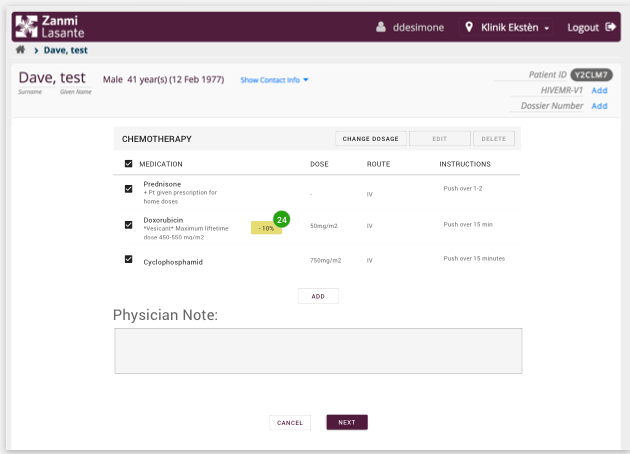 Zanmi
Lasante
ddesimone
Klinik Ekstèn
Logout
Dave, test
Dave, test
Surname Given Name
Male 41 year(s) (12 Feb 1977)
Show Contact Info
Patient ID Y2CLM7
HIVEMR-V1 Add
Dossier Number Add
CHEMOTHERAPY
CHANGE DOSAGE
EDIT
DELETE
MEDICATION DOSE ROUTE INSTRUCTIONS
Prednisone
+ Pt given prescription for
home doses
- IV Push over 1-2
Doxorubicin
*Vesicant* Maximum liftetime
dose 450-550 mg/m2
- 10%
24
50mg/m2 IV Push over 15 min
Cyclophosphamid 750mg/m2 IV Push over 15 minutes
ADD
Physician Note:
CANCEL
NEXT